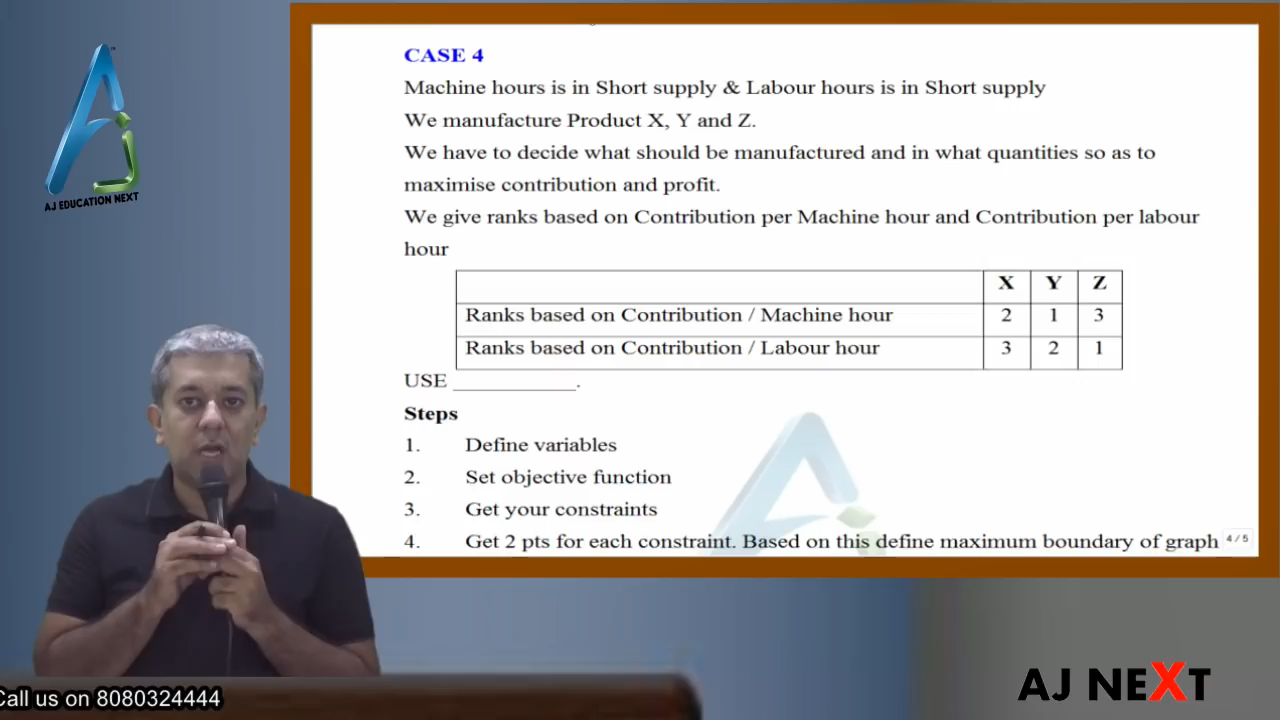 CASE 4
Machine hours is in Short supply & Labour hours is in Short supply
We manufacture Product X, Y and Z.
We have to decide what should be manufactured and in what quantities so as to
maximise contribution and profit.
We give ranks based on Contribution per Machine hour and Contribution per labour
hour
X Y Z
Ranks based on Contribution / Machine hour 2 1 3
Ranks based on Contribution / Labour hour 3 2 1
USE ___________.
Steps
1. Define variables
2. Set objective function
3. Get your constraints
4. Get 2 pts for each constraint. Based on this define maximum boundary of graph
4 / 5
AJ EDUCATION NEXT
AJ NEXT
Call us on 8080324444